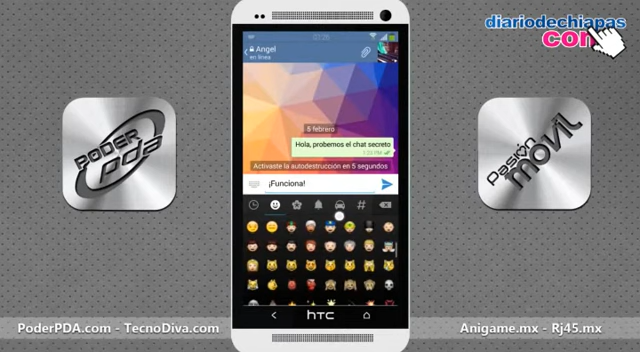 diariodechiapas
com
Angel
en línea
5 febrero
Hola, probemos el chat secreto
Activaste la autodestrucción en 5 segundos
¡Funciona!
PODER
pda
Pasión
móvil
hTC
PoderPDA.com - TecnoDiva.com
Anigame.mx - Rj45.mx